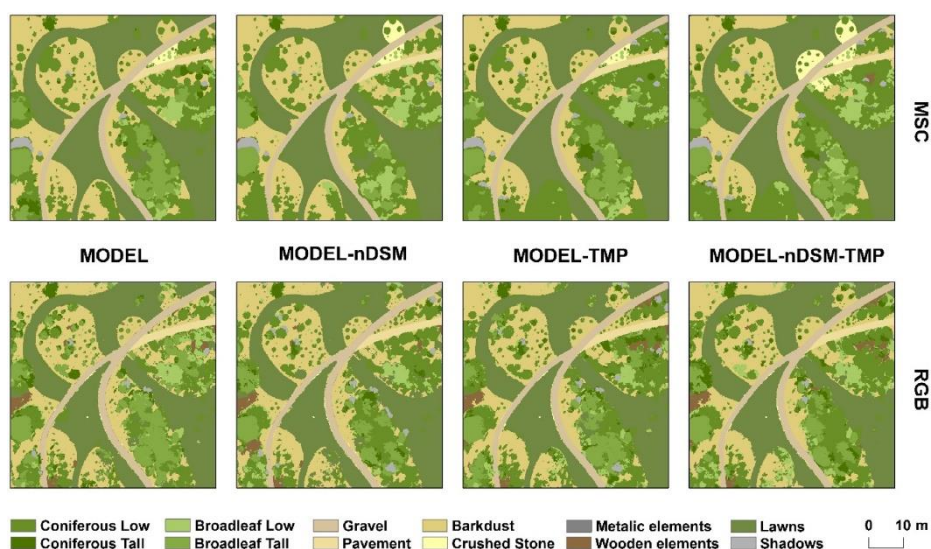 MSC
MODEL MODEL-nDSM MODEL-TMP MODEL-nDSM-TMP
RGB
Coniferous Low Broadleaf Low Gravel Barkdust Metalic elements Lawns 0 10 m
Coniferous Tall Broadleaf Tall Pavement Crushed Stone Wooden elements Shadows